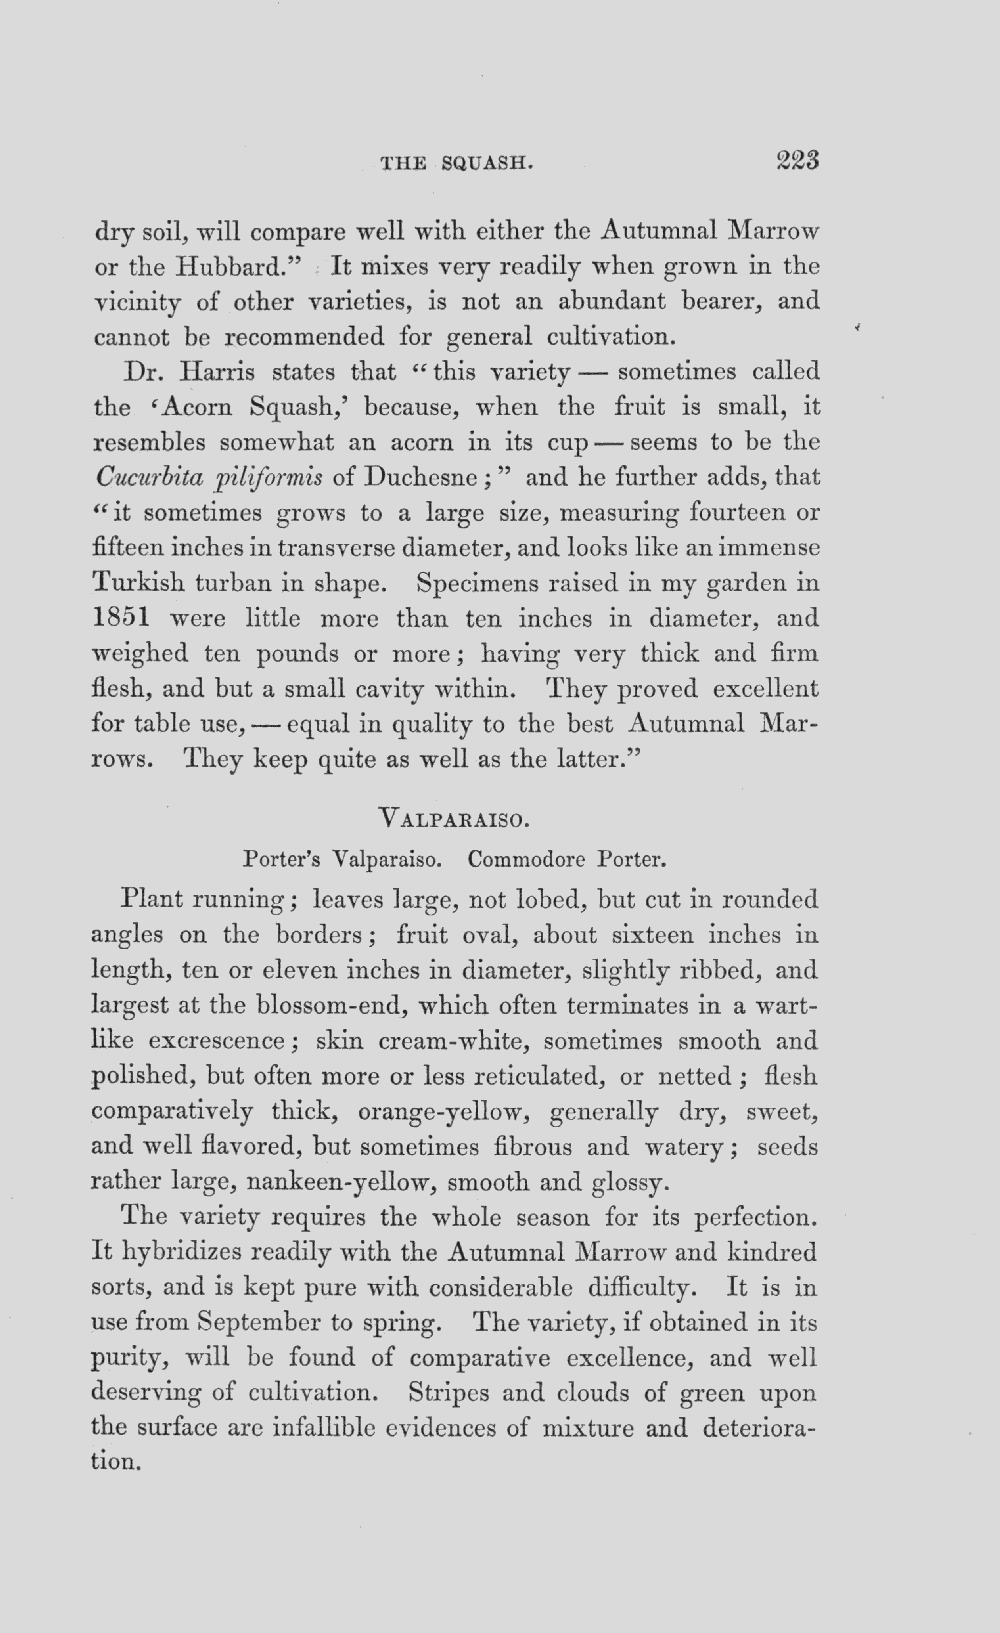 THE SQUASH. 223
dry soil, will compare well with either the Autumnal Marrow
or the Hubbard.” It mixes very readily when grown in the
vicinity of other varieties, is not an abundant bearer, and
cannot be recommended for general cultivation.
Dr. Harris states that “this variety — sometimes called
the ‘Acorn Squash,’ because, when the fruit is small, it
resembles somewhat an acorn in its cup — seems to be the
Cucurbita piliformis of Duchesne;” and he further adds, that
“it sometimes grows to a large size, measuring fourteen or
fifteen inches in transverse diameter, and looks like an immense
Turkish turban in shape. Specimens raised in my garden in
1851 were little more than ten inches in diameter, and
weighed ten pounds or more; having very thick and firm
flesh, and but a small cavity within. They proved excellent
for table use, — equal in quality to the best Autumnal Mar-
rows. They keep quite as well as the latter.”
VALPARAISO.
Porter's Valparaiso. Commodore Porter.
Plant running; leaves large, not lobed, but cut in rounded
angles on the borders; fruit oval, about sixteen inches in
length, ten or eleven inches in diameter, slightly ribbed, and
largest at the blossom-end, which often terminates in a wart-
like excrescence; skin cream-white, sometimes smooth and
polished, but often more or less reticulated, or netted; flesh
comparatively thick, orange-yellow, generally dry, sweet,
and well flavored, but sometimes fibrous and watery; seeds
rather large, nankeen-yellow, smooth and glossy.
The variety requires the whole season for its perfection.
It hybridizes readily with the Autumnal Marrow and kindred
sorts, and is kept pure with considerable difficulty. It is in
use from September to spring. The variety, if obtained in its
purity, will be found of comparative excellence, and well
deserving of cultivation. Stripes and clouds of green upon
the surface are infallible evidences of mixture and deteriora-
tion.